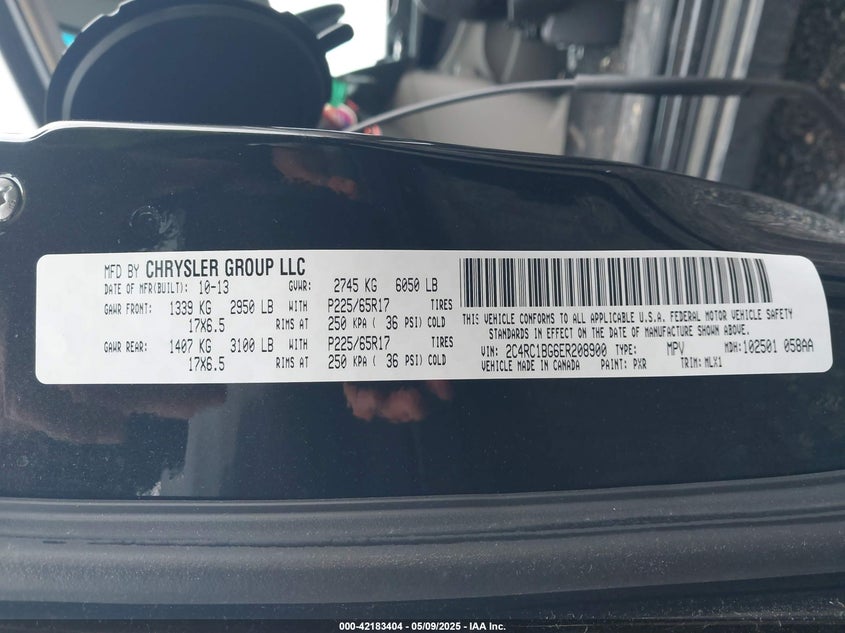 MFD BY CHRYSLER GROUP LLC
DATE OF MFR(BUILT): 10-13 GVWR: 2745 KG 6050 LB
GAWR FRONT: 1339 KG 2950 LB WITH P225/65R17 TIRES
17X6.5 RIMS AT 250 KPA ( 36 PSI) COLD
GAWR REAR: 1407 KG 3100 LB WITH P225/65R17 TIRES
17X6.5 RIMS AT 250 KPA ( 36 PSI) COLD
THIS VEHICLE CONFORMS TO ALL APPLICABLE U.S.A. FEDERAL MOTOR VEHICLE SAFETY
STANDARDS IN EFFECT ON THE DATE OF MANUFACTURE SHOWN ABOVE.
VIN: 2C4RC1BG6ER208900 TYPE: MPV MDH: 102501 058AA
VEHICLE MADE IN CANADA PAINT: PXR TRIM: MLX1
000-42183404 / 05/09/2025 - IAA Inc.